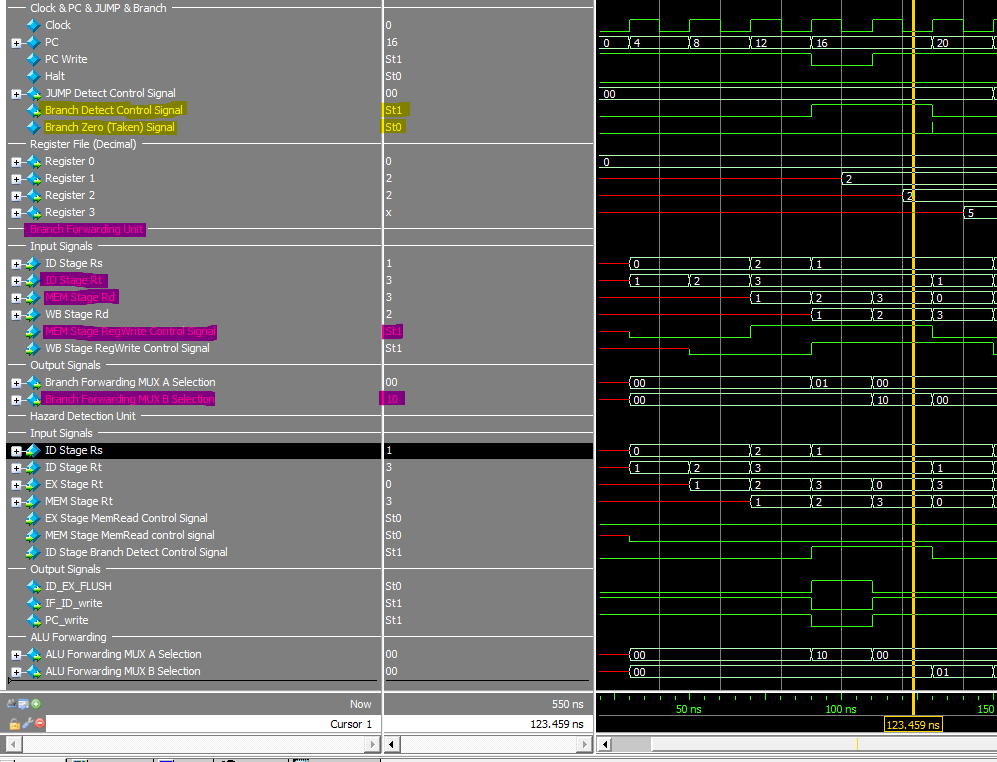 Clock & PC & JUMP & Branch
Clock 0
PC 16 0 4 8 12 16 20
PC Write St1
Halt St0
JUMP Detect Control Signal 00 00
Branch Detect Control Signal St1
Branch Zero (Taken) Signal St0
Register File (Decimal)
Register 0 0 0
Register 1 2 2
Register 2 2 2
Register 3 x 5
Branch Forwarding Unit
Input Signals
ID Stage Rs 1 0 2 1
ID Stage Rt 3 1 2 3 1
MEM Stage Rd 3 1 2 3 0
WB Stage Rd 2 1 2 3
MEM Stage RegWrite Control Signal St1
WB Stage RegWrite Control Signal St1
Output Signals
Branch Forwarding MUX A Selection 00 00 01 00
Branch Forwarding MUX B Selection 10 00 10 00
Hazard Detection Unit
Input Signals
ID Stage Rs 1 0 2 1
ID Stage Rt 3 1 2 3 1
EX Stage Rt 0 1 2 3 0 3
MEM Stage Rt 3 1 2 3 0
EX Stage MemRead Control Signal St0
MEM Stage MemRead control signal St0
ID Stage Branch Detect Control Signal St1
Output Signals
ID_EX_FLUSH St0
IF_ID_write St1
PC_write St1
ALU Forwarding
ALU Forwarding MUX A Selection 00 00 10 00
ALU Forwarding MUX B Selection 00 00 01
Now 550 ns 50 ns 100 ns 150
Cursor 1 123.459 ns 123.459 ns